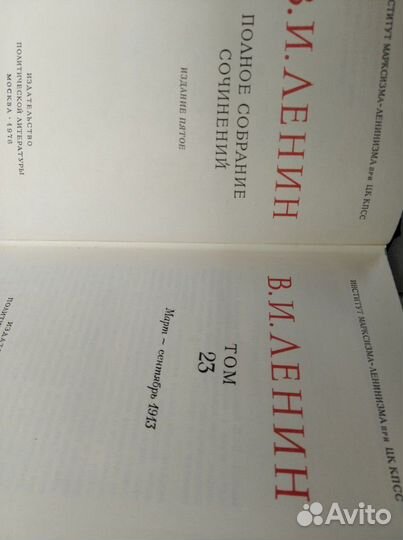 ИНСТИТУТ МАРКСИЗМА-ЛЕНИНИЗМА ПРИ ЦК КПСС
В. И. ЛЕНИН
ПОЛНОЕ СОБРАНИЕ
СОЧИНЕНИЙ
ИЗДАНИЕ ПЯТОЕ
ИЗДАТЕЛЬСТВО
ПОЛИТИЧЕСКОЙ ЛИТЕРАТУРЫ
МОСКВА · 1976
ИНСТИТУТ МАРКСИЗМА-ЛЕНИНИЗМА ПРИ ЦК КПСС
В. И. ЛЕНИН
ТОМ
23
Март ~ сентябрь 1913
Avito